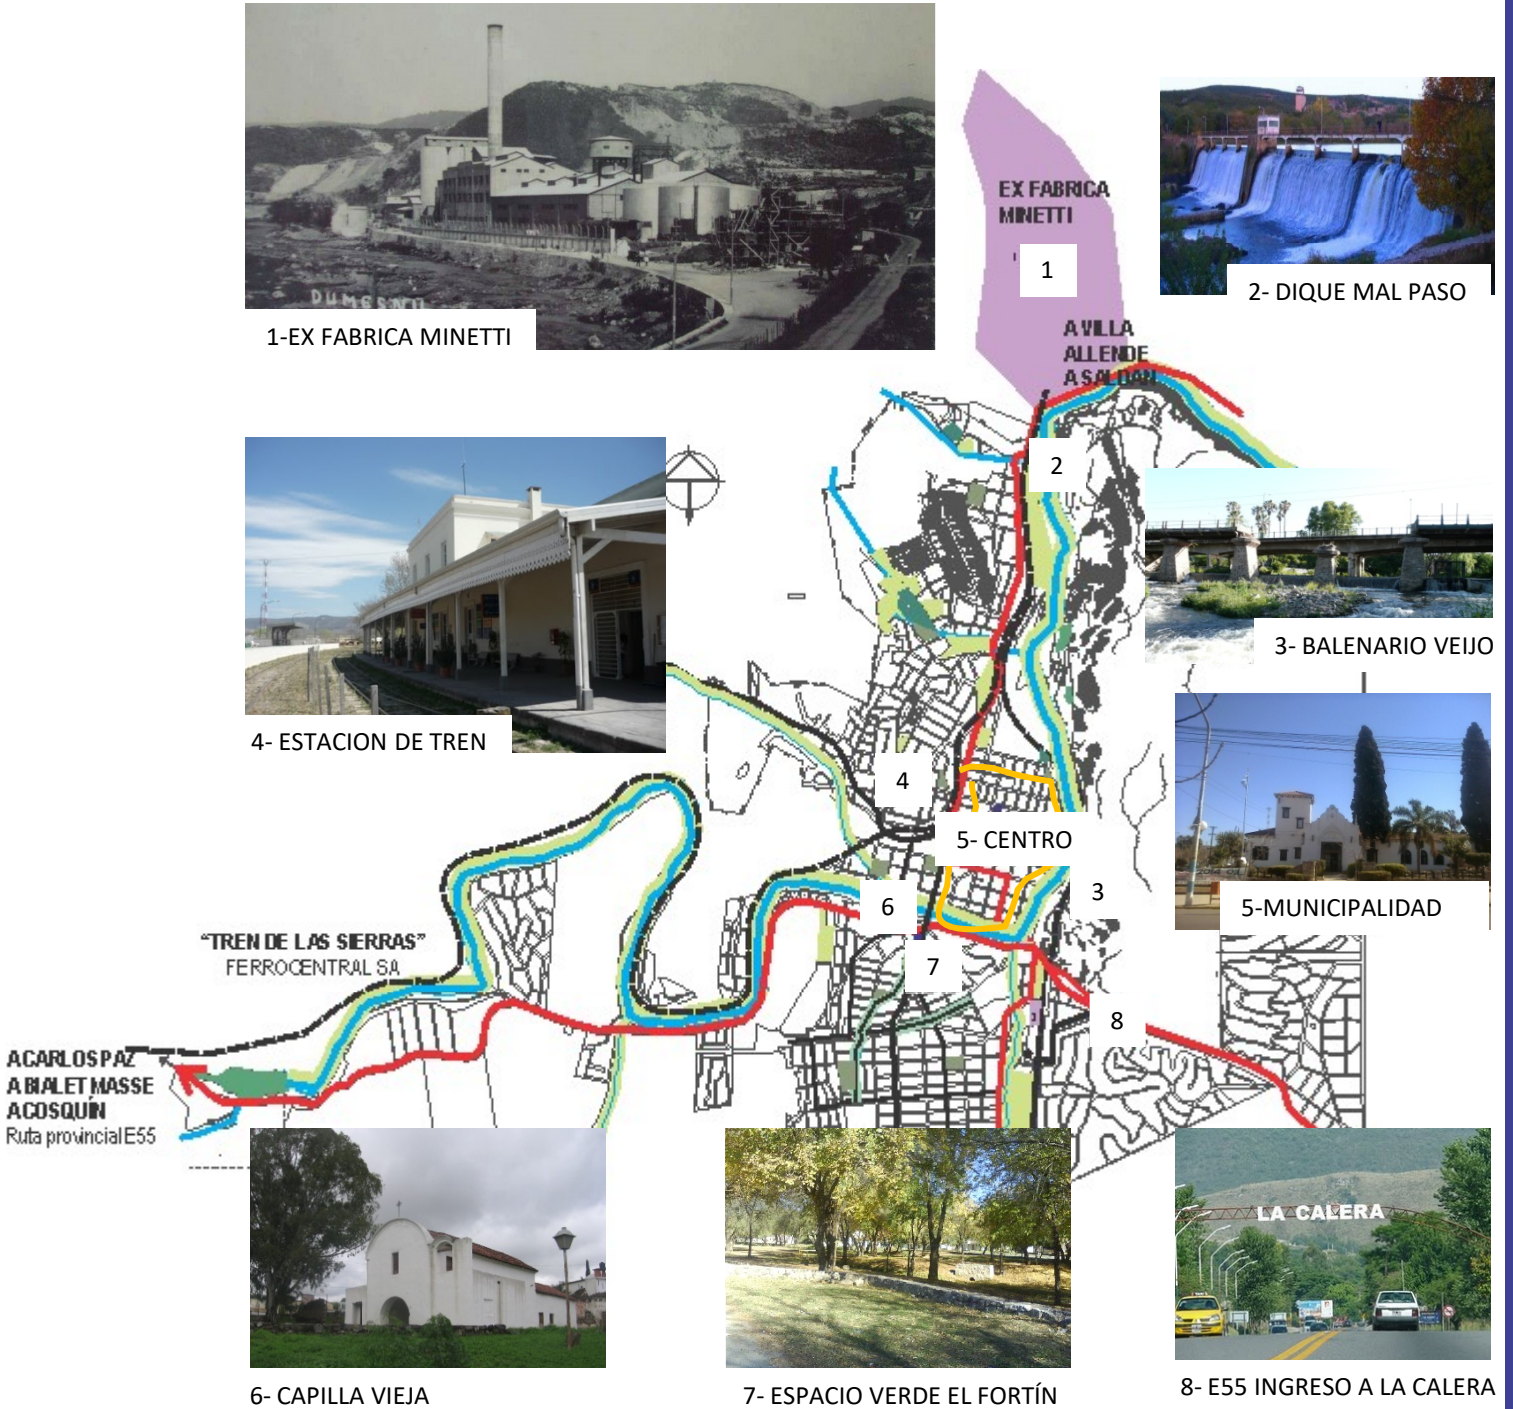 DUMESNIL
1-EX FABRICA MINETTI
EX FABRICA
MINETTI
1
2- DIQUE MAL PASO
A VILLA
ALLENDE
A SALDAN
2
3- BALENARIO VEIJO
4- ESTACION DE TREN
4
5- CENTRO
3
6
5-MUNICIPALIDAD
"TREN DE LAS SIERRAS"
FERROCENTRAL SA
7
8
A CARLOS PAZ
A BIALET MASSE
A COSQUÍN
Ruta provincial E55
LA CALERA
6- CAPILLA VIEJA
7- ESPACIO VERDE EL FORTÍN
8- E55 INGRESO A LA CALERA